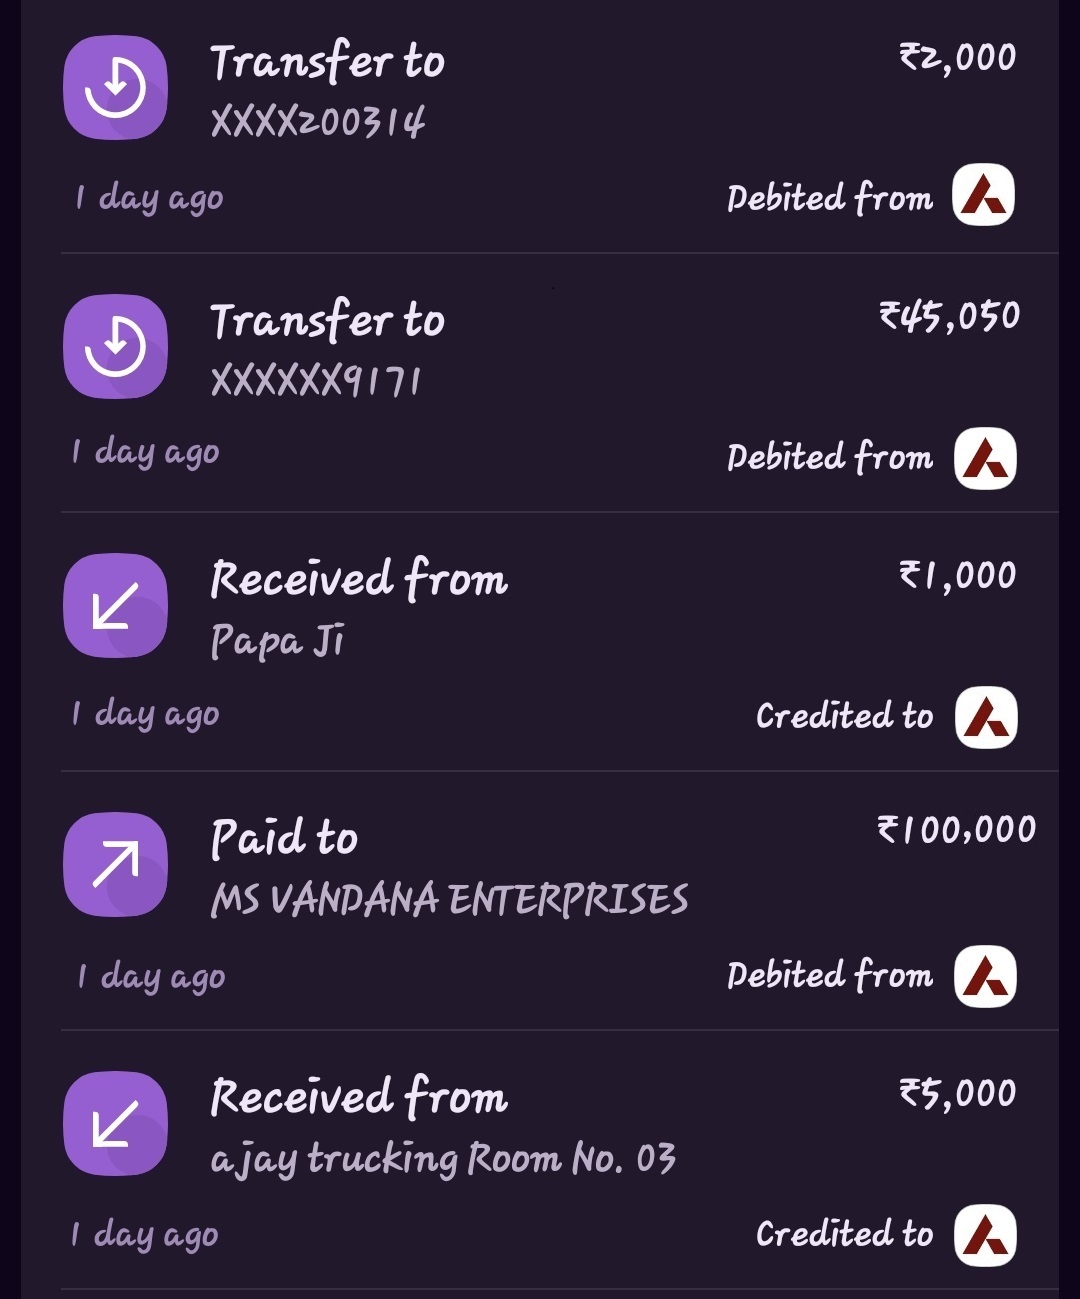 Transfer to
₹2,000
XXXX200314
1 day ago
Debited from
Transfer to
₹45,050
XXXXXX9171
1 day ago
Debited from
Received from
₹1,000
Papa Ji
1 day ago
Credited to
Paid to
₹100,000
MS VANDANA ENTERPRISES
1 day ago
Debited from
Received from
₹5,000
ajay trucking Room No. 03
1 day ago
Credited to